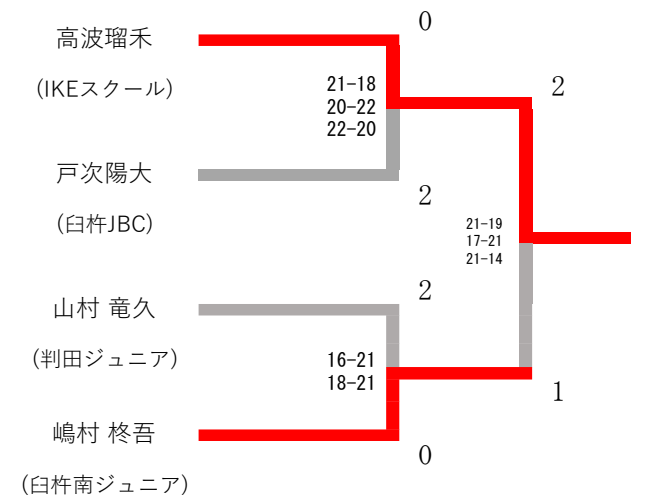 0
高波瑠禾
2
(IKEスクール)
21-18
20-22
22-20
戸次陽大
2
(臼杵JBC)
21-19
17-21
21-14
2
山村 竜久
(判田ジュニア)
16-21
18-21
1
嶋村 柊吾
0
(臼杵南ジュニア)